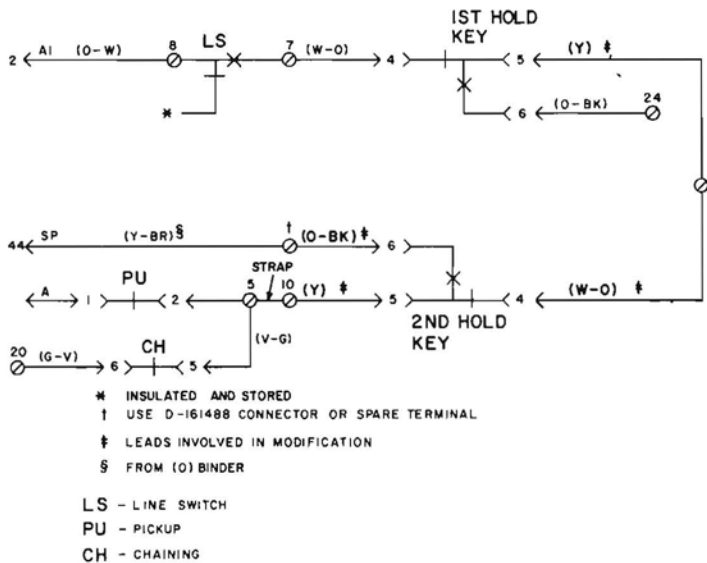 1ST HOLD
KEY
2 A1 (O-W) 8 LS 7 (W-O) 4 5 (Y) ‡
* 6 (O-BK) 24
44 SP (Y-BR)§ † (O-BK)‡ 6
STRAP
A 1 PU 2 5 10 (Y) ‡ 5 4 (W-O) ‡
2ND HOLD
KEY
(V-G)
20 (G-V) 6 CH 5
* INSULATED AND STORED
† USE D-161488 CONNECTOR OR SPARE TERMINAL
‡ LEADS INVOLVED IN MODIFICATION
§ FROM (O) BINDER
LS - LINE SWITCH
PU - PICKUP
CH - CHAINING